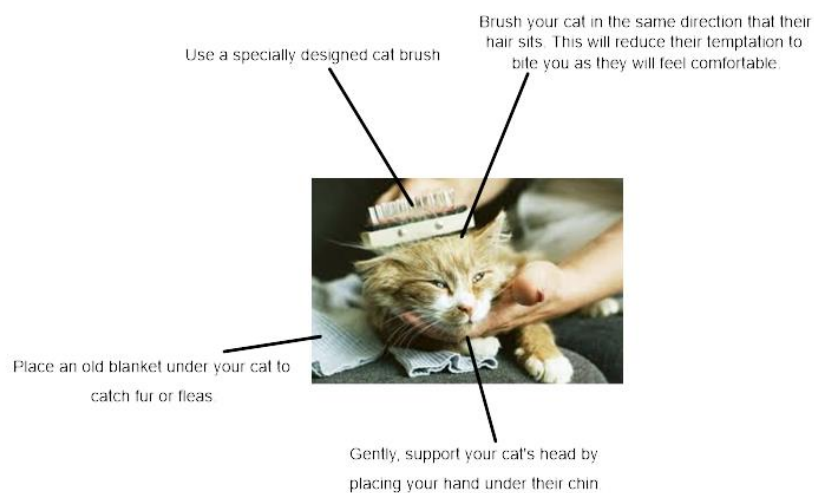 Brush your cat in the same direction that their
hair sits. This will reduce their temptation to
bite you as they will feel comfortable.
Use a specially designed cat brush
Place an old blanket under your cat to
catch fur or fleas
Gently, support your cat's head by
placing your hand under their chin